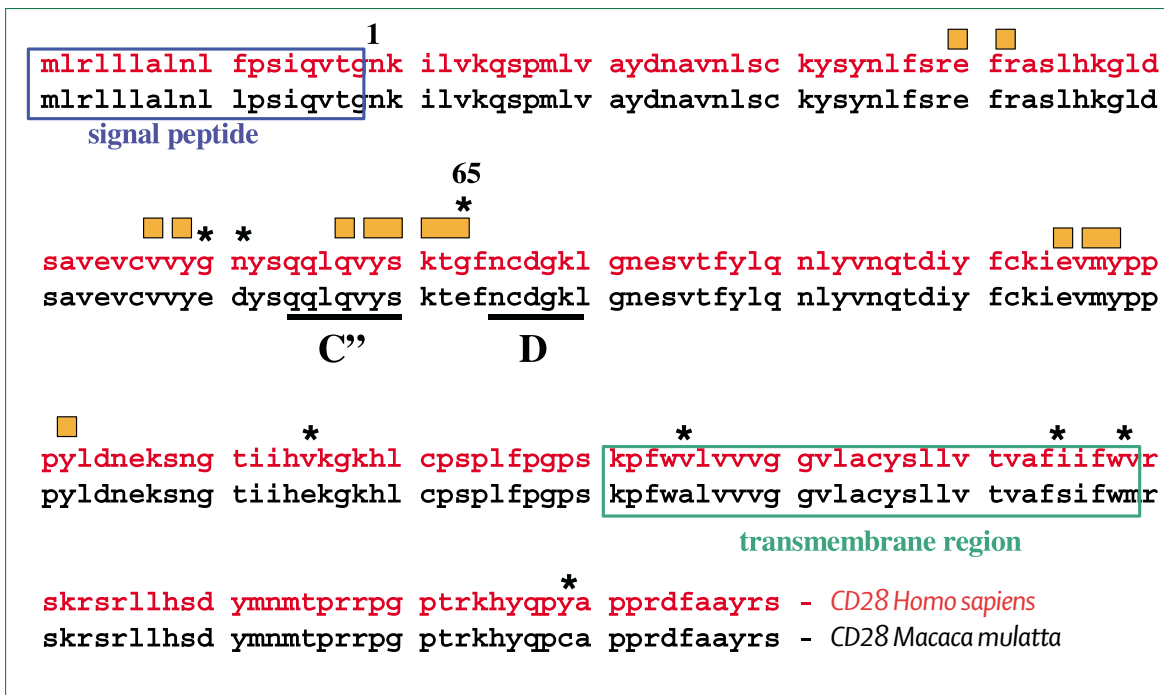 1
mlrlllalnl fpsiqvtgnk ilvkqspmlv aydnavnlsc kysynlfsre fraslhkgld
mlrlllalnl lpsiqvtgnk ilvkqspmlv aydnavnlsc kysynlfsre fraslhkgld
signal peptide
65
* * *
savevcvvyg nysqqlqvys ktgfncdgkl gnesvtfylq nlyvnqtdiy fckievmypp
savevcvvye dysqqlqvys ktefncdgkl gnesvtfylq nlyvnqtdiy fckievmypp
C” D
* * * *
pyldneksng tiihvkgkhl cpsplfpgps kpfwvlvvvg gvlacysllv tvafiifwvr
pyldneksng tiihekgkhl cpsplfpgps kpfwalvvvg gvlacysllv tvafsifwmr
transmembrane region
*
skrsrllhsd ymnmtprrpg ptrkhyqpya pprdfaayrs – CD28 Homo sapiens
skrsrllhsd ymnmtprrpg ptrkhyqpca pprdfaayrs – CD28 Macaca mulatta